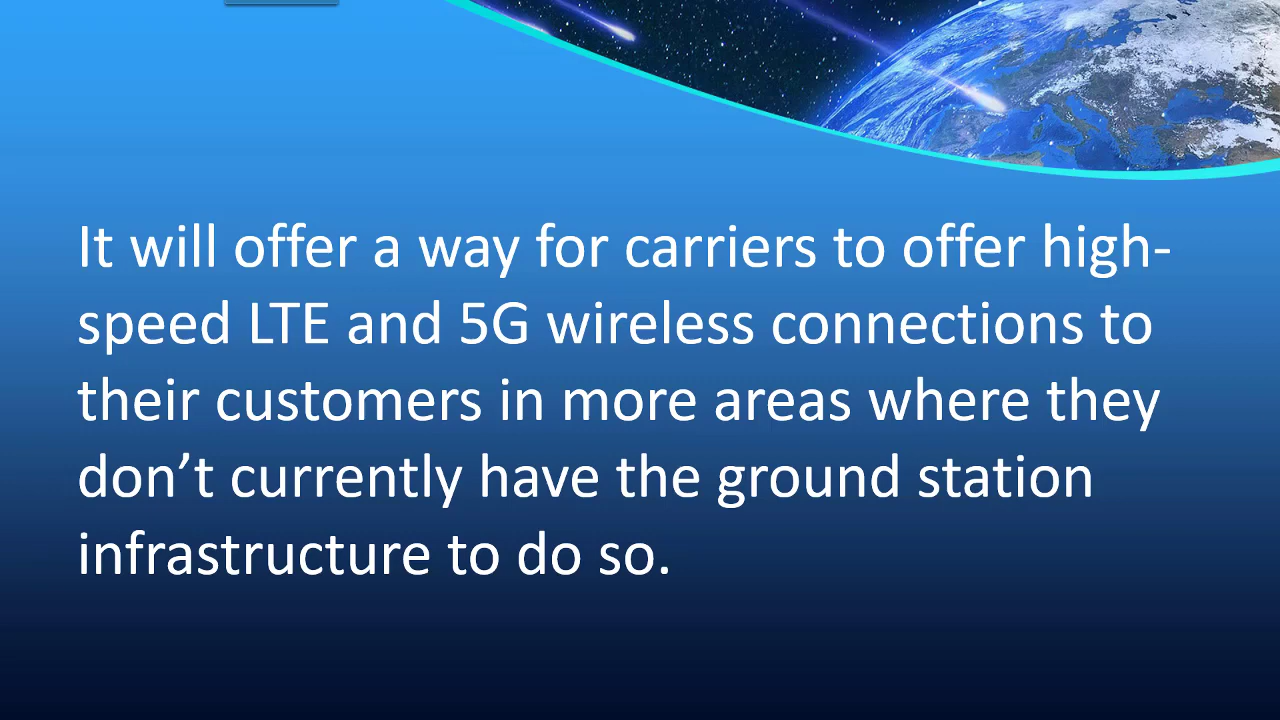 It will offer a way for carriers to offer high-
speed LTE and 5G wireless connections to
their customers in more areas where they
don’t currently have the ground station
infrastructure to do so.